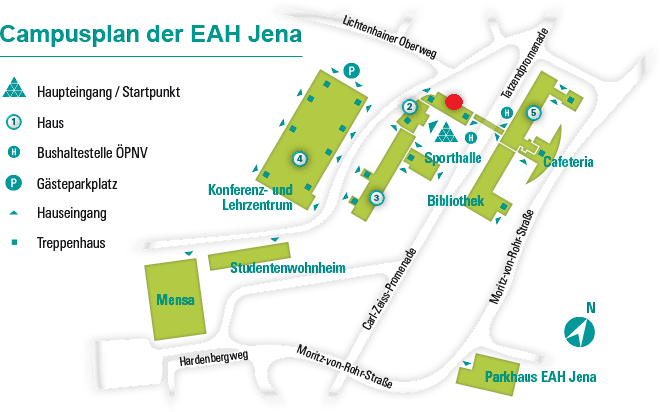 Campusplan der EAH Jena
Haupteingang / Startpunkt
1 Haus
H Bushaltestelle ÖPNV
P Gästeparkplatz
Hauseingang
Treppenhaus
Lichtenhainer Oberweg
Tatzendpromenade
P
2
H
5
H
Sporthalle
Cafeteria
4
Konferenz- und
Lehrzentrum
3
Bibliothek
Studentenwohnheim
Mensa
Carl-Zeiss-Promenade
Moritz-von-Rohr-Straße
N
Hardenbergweg
Moritz-von-Rohr-Straße
Parkhaus EAH Jena